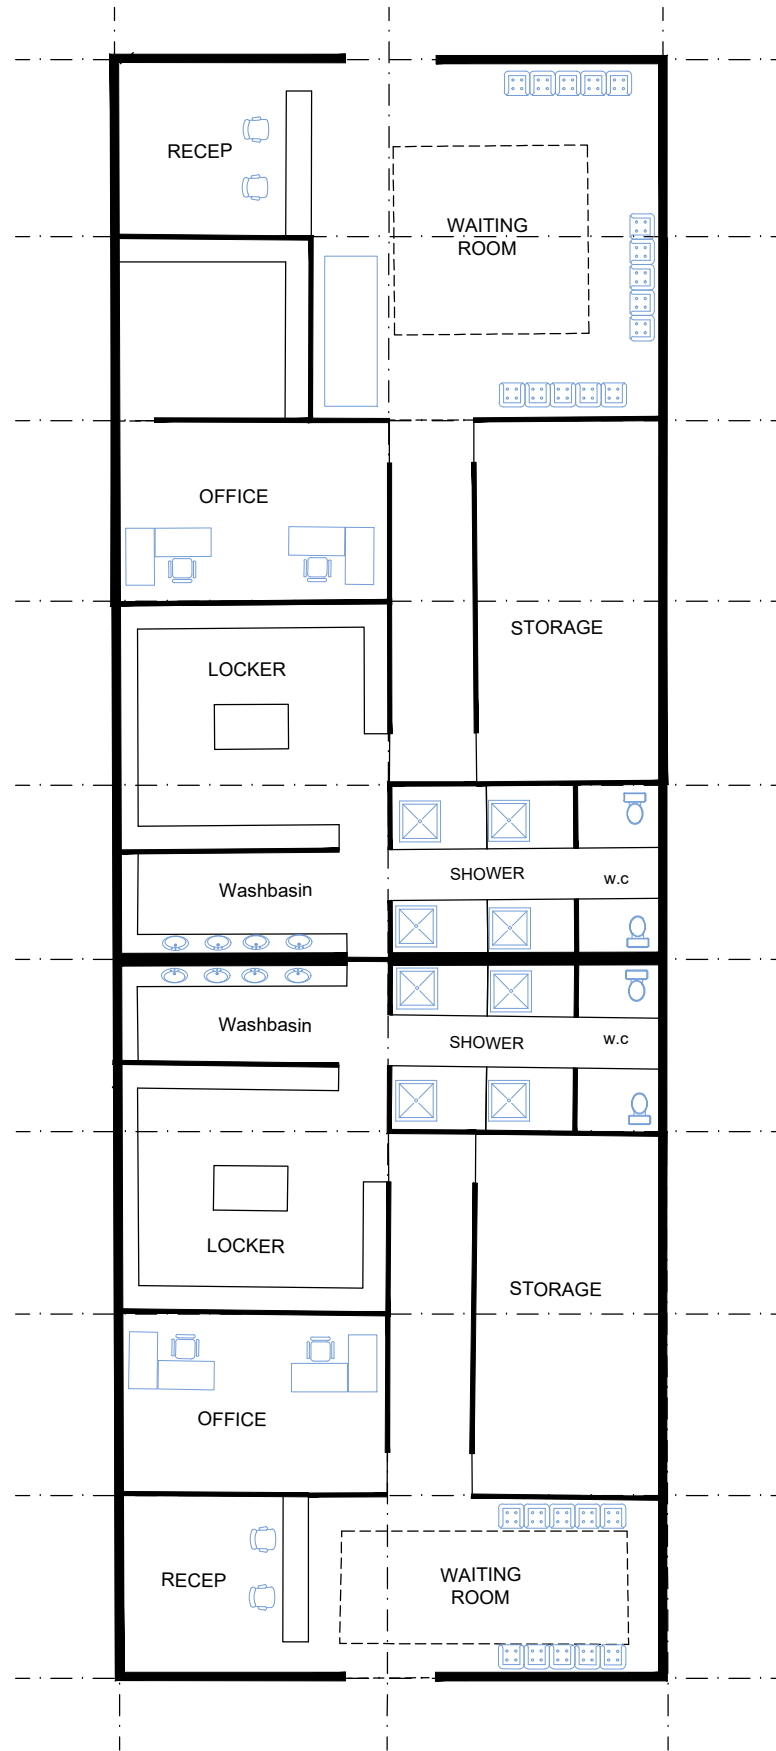 RECEP
WAITING
ROOM
OFFICE
STORAGE
LOCKER
SHOWER
w.c
Washbasin
Washbasin
SHOWER
w.c
LOCKER
STORAGE
OFFICE
RECEP
WAITING
ROOM